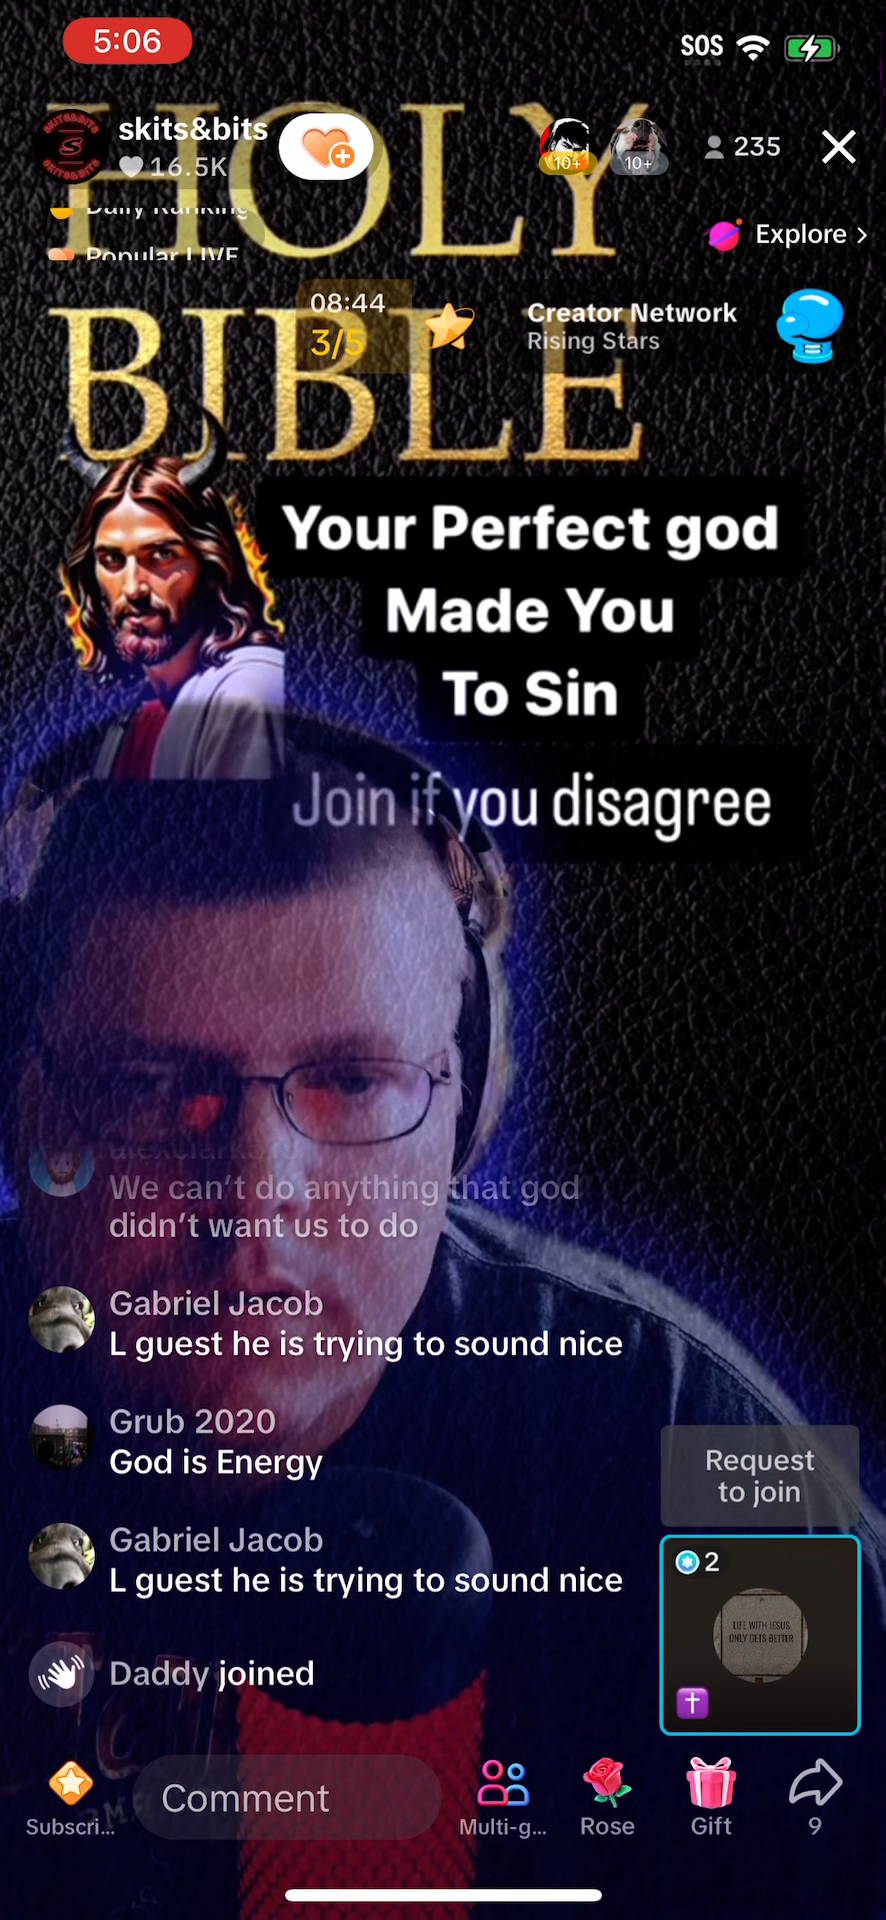 5:06
SOS
HOLY
skits&bits
16.5K
10+
10+
235
Daily Ranking
Popular LIVE
Explore >
BIBLE
08:44
3/5
Creator Network
Rising Stars
Your Perfect god
Made You
To Sin
Join if you disagree
We can't do anything that god
didn't want us to do
Gabriel Jacob
L guest he is trying to sound nice
Grub 2020
God is Energy
Gabriel Jacob
L guest he is trying to sound nice
Daddy joined
Request
to join
2
LIFE WITH JESUS
ONLY GETS BETTER
Subscri...
Comment
Multi-g...
Rose
Gift
9